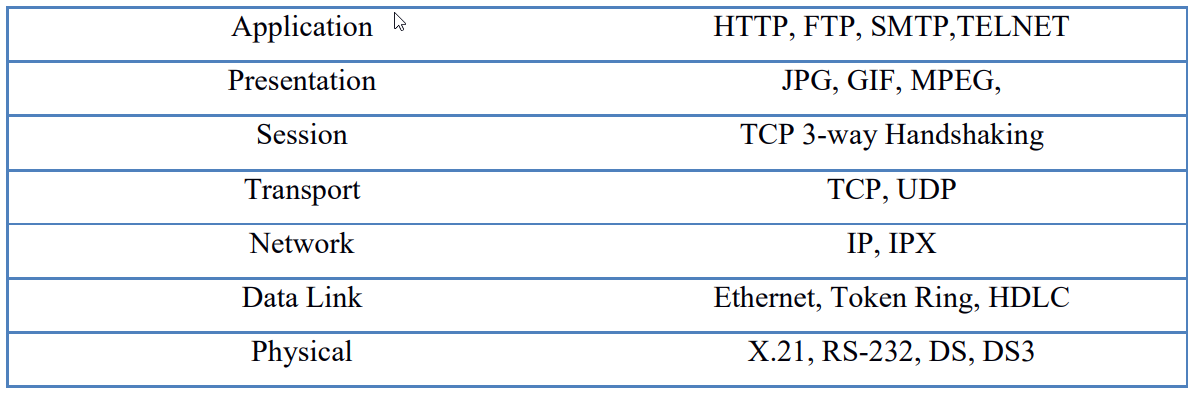 Application HTTP, FTP, SMTP,TELNET
Presentation JPG, GIF, MPEG,
Session TCP 3-way Handshaking
Transport TCP, UDP
Network IP, IPX
Data Link Ethernet, Token Ring, HDLC
Physical X.21, RS-232, DS, DS3